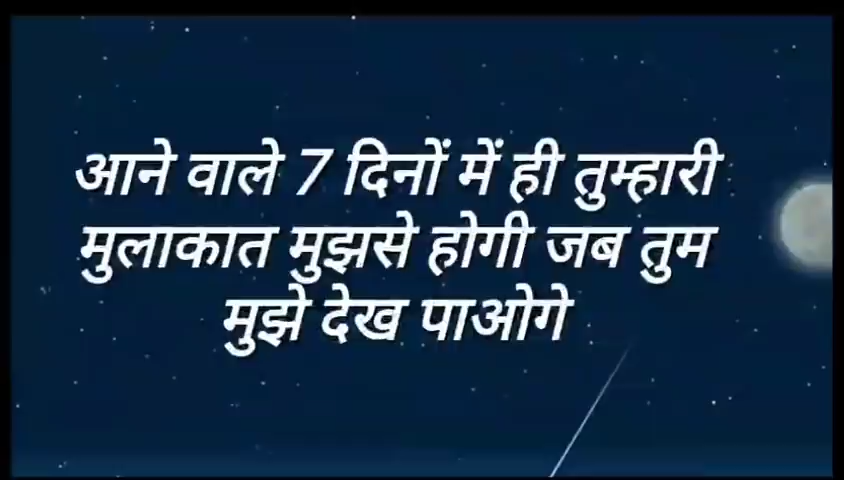 आने वाले 7 दिनों में ही तुम्हारी
मुलाकात मुझसे होगी जब तुम
मुझे देख पाओगे